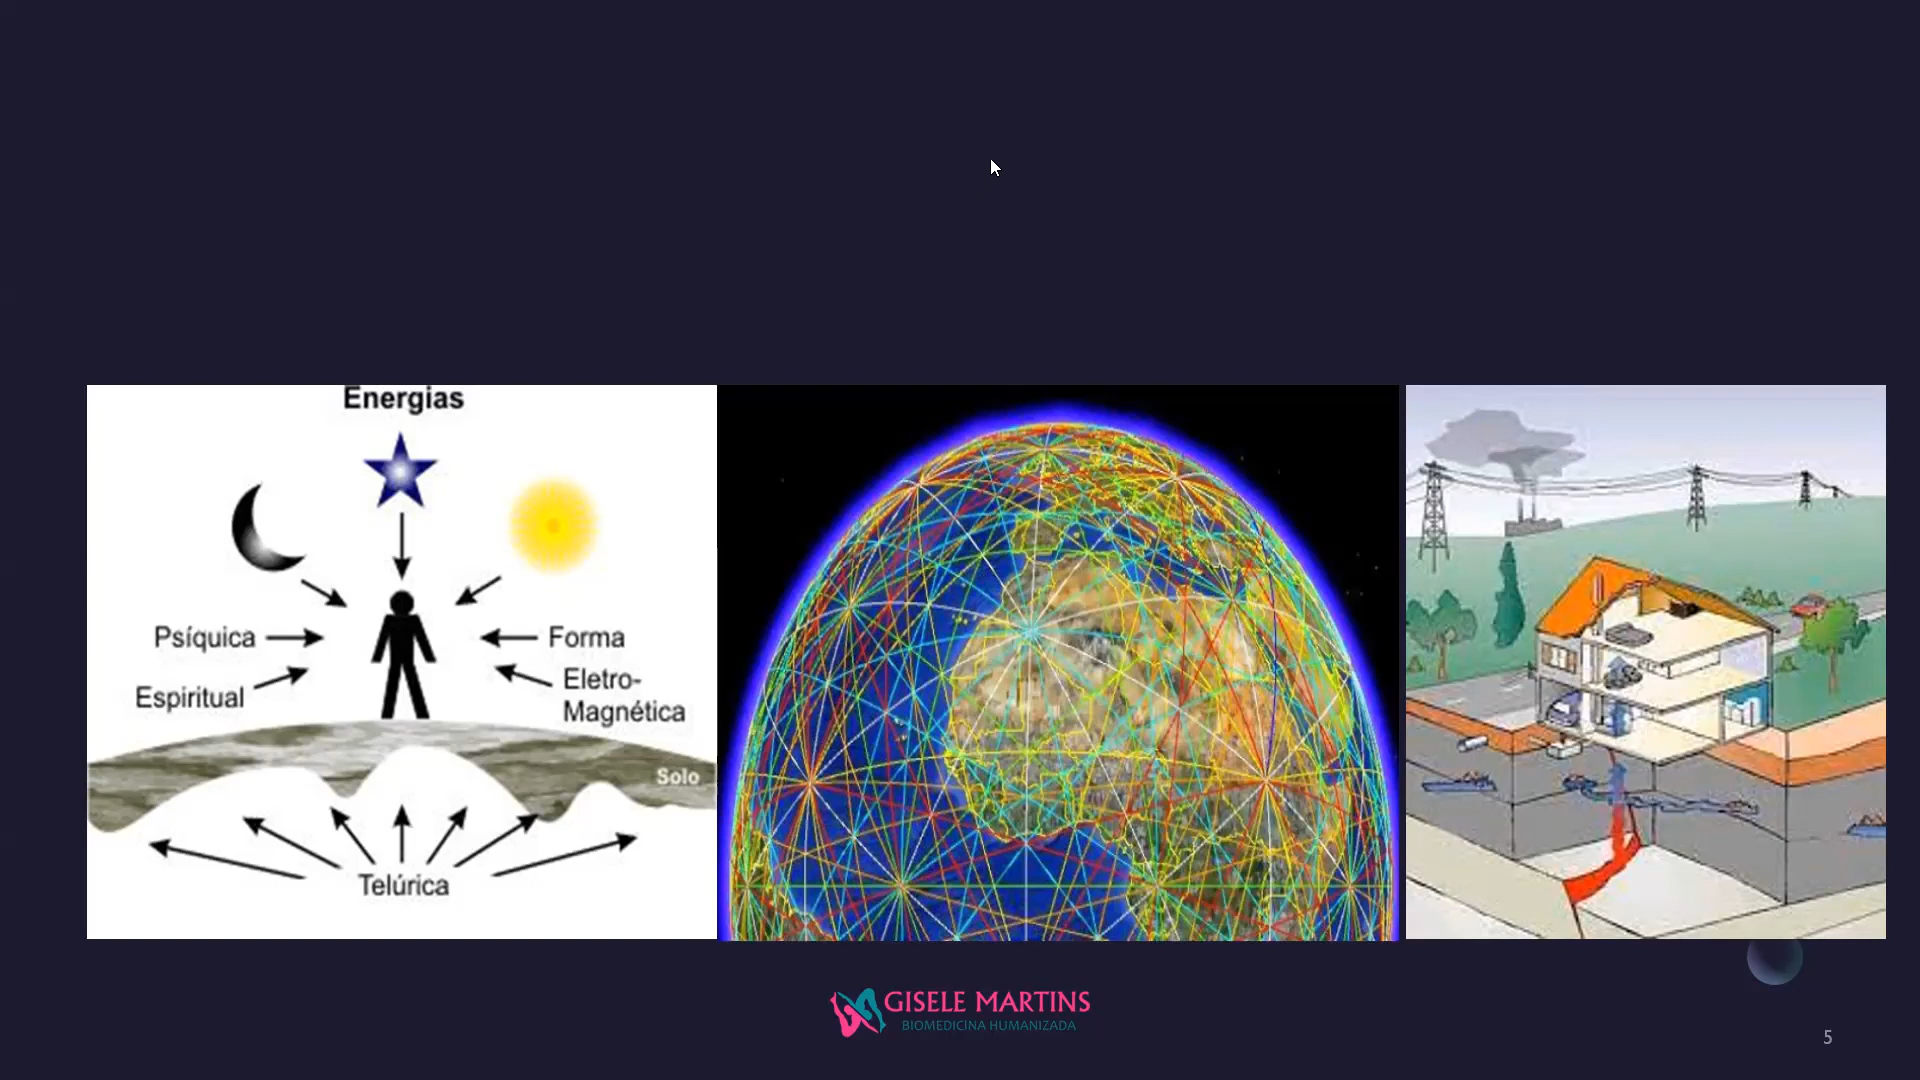 Energias
Psíquica
Forma
Espiritual
Eletro-
Magnética
Solo
Telúrica
GISELE MARTINS
BIOMEDICINA HUMANIZADA
5